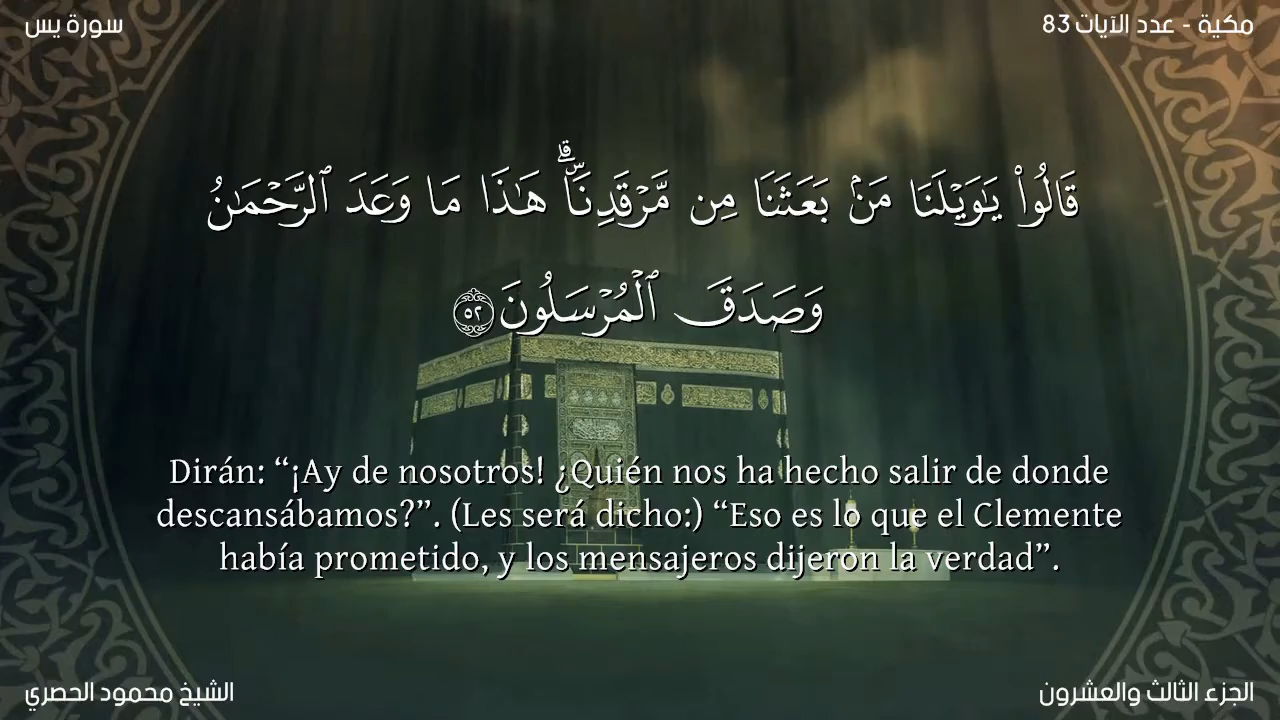 سورة يس
مكية - عدد الآيات 83
قَالُوا۟ يَـٰوَيْلَنَا مَنۢ بَعَثَنَا مِن مَّرْقَدِنَا ۜ ۗ هَـٰذَا مَا وَعَدَ ٱلرَّحْمَـٰنُ
وَصَدَقَ ٱلْمُرْسَلُونَ ٥٢
Dirán: “¡Ay de nosotros! ¿Quién nos ha hecho salir de donde
descansábamos?”. (Les será dicho:) “Eso es lo que el Clemente
había prometido, y los mensajeros dijeron la verdad”.
الشيخ محمود الحصري
الجزء الثالث والعشرون